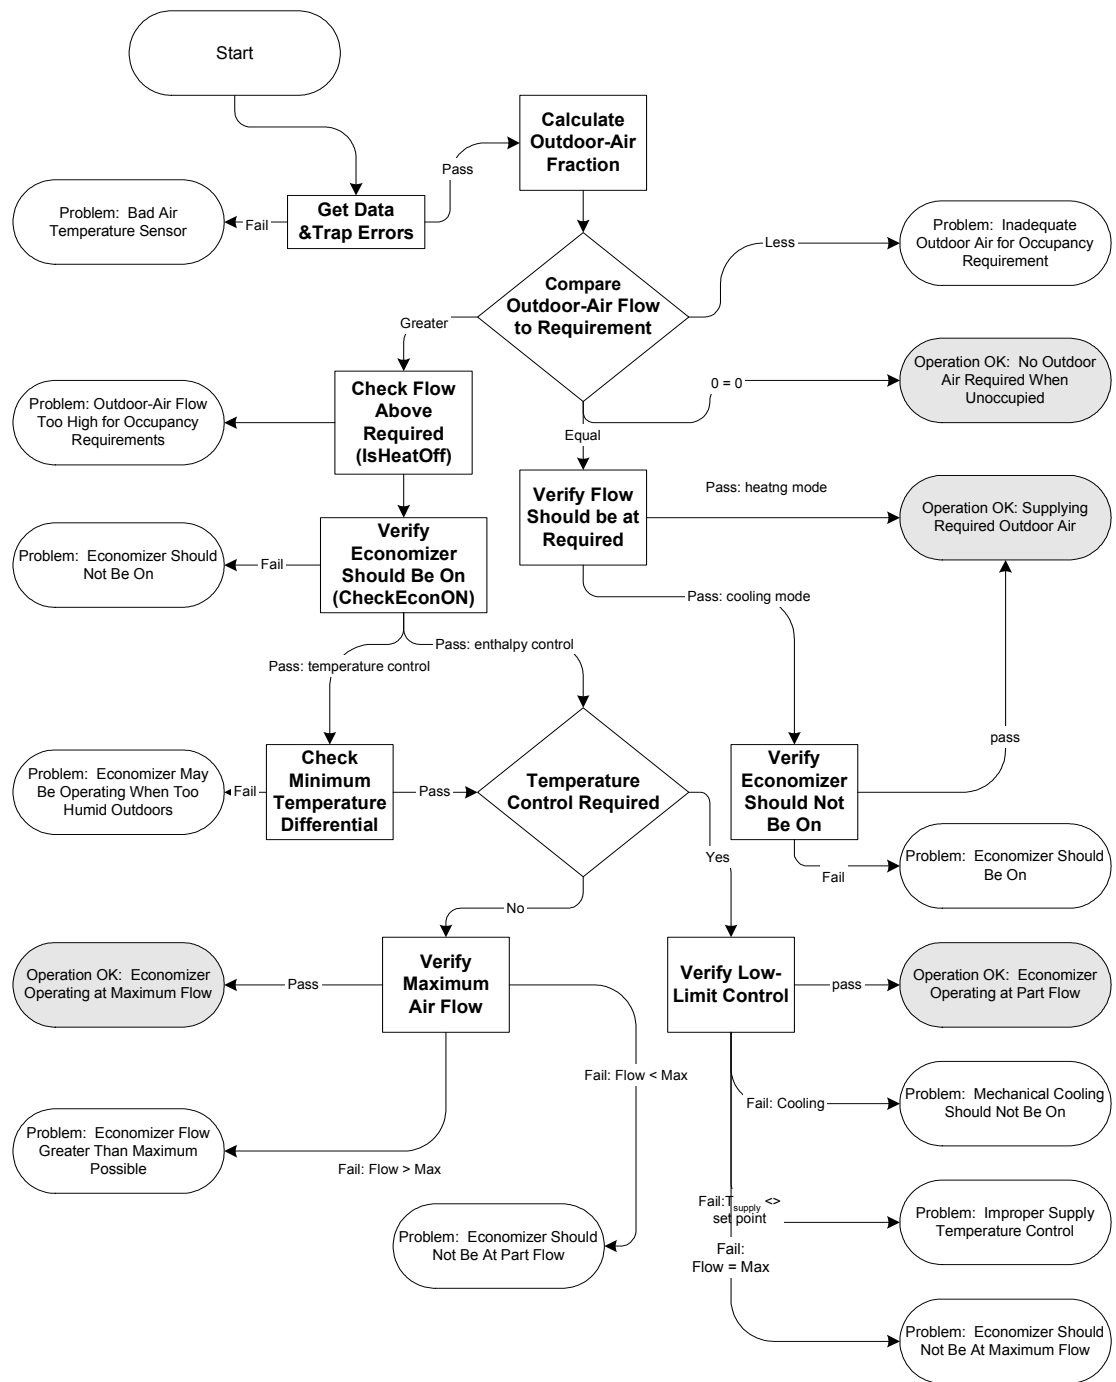 Start
Calculate
Outdoor-Air
Fraction
Pass
Problem:  Bad Air
Temperature Sensor
Fail
Get Data
&Trap Errors
Less
Problem:  Inadequate
Outdoor Air for Occupancy
Requirement
Compare
Outdoor-Air Flow
to Requirement
Greater
0 = 0
Operation OK:  No Outdoor
Air Required When
Unoccupied
Problem: Outdoor-Air Flow
Too High for Occupancy
Requirements
Check Flow
Above
Required
(IsHeatOff)
Equal
Verify Flow
Should be at
Required
Pass: heatng mode
Operation OK: Supplying
Required Outdoor Air
Problem:  Economizer Should
Not Be On
Fail
Verify
Economizer
Should Be On
(CheckEconON)
Pass: cooling mode
Pass: enthalpy control
Pass: temperature control
Problem:  Economizer May
Be Operating When Too
Humid Outdoors
Fail
Check
Minimum
Temperature
Differential
Pass
Temperature
Control Required
Verify
Economizer
Should Not
Be On
pass
Yes
Fail
Problem:  Economizer Should
Be On
No
Operation OK:  Economizer
Operating at Maximum Flow
Pass
Verify
Maximum
Air Flow
Verify Low-
Limit Control
pass
Operation OK:  Economizer
Operating at Part Flow
Fail: Flow < Max
Fail: Cooling
Problem:  Mechanical Cooling
Should Not Be On
Problem:  Economizer Flow
Greater Than Maximum
Possible
Fail: Flow > Max
Problem:  Economizer Should
Not Be At Part Flow
Fail:Tsupply <>
set point
Problem:  Improper Supply
Temperature Control
Fail:
Flow = Max
Problem:  Economizer Should
Not Be At Maximum Flow